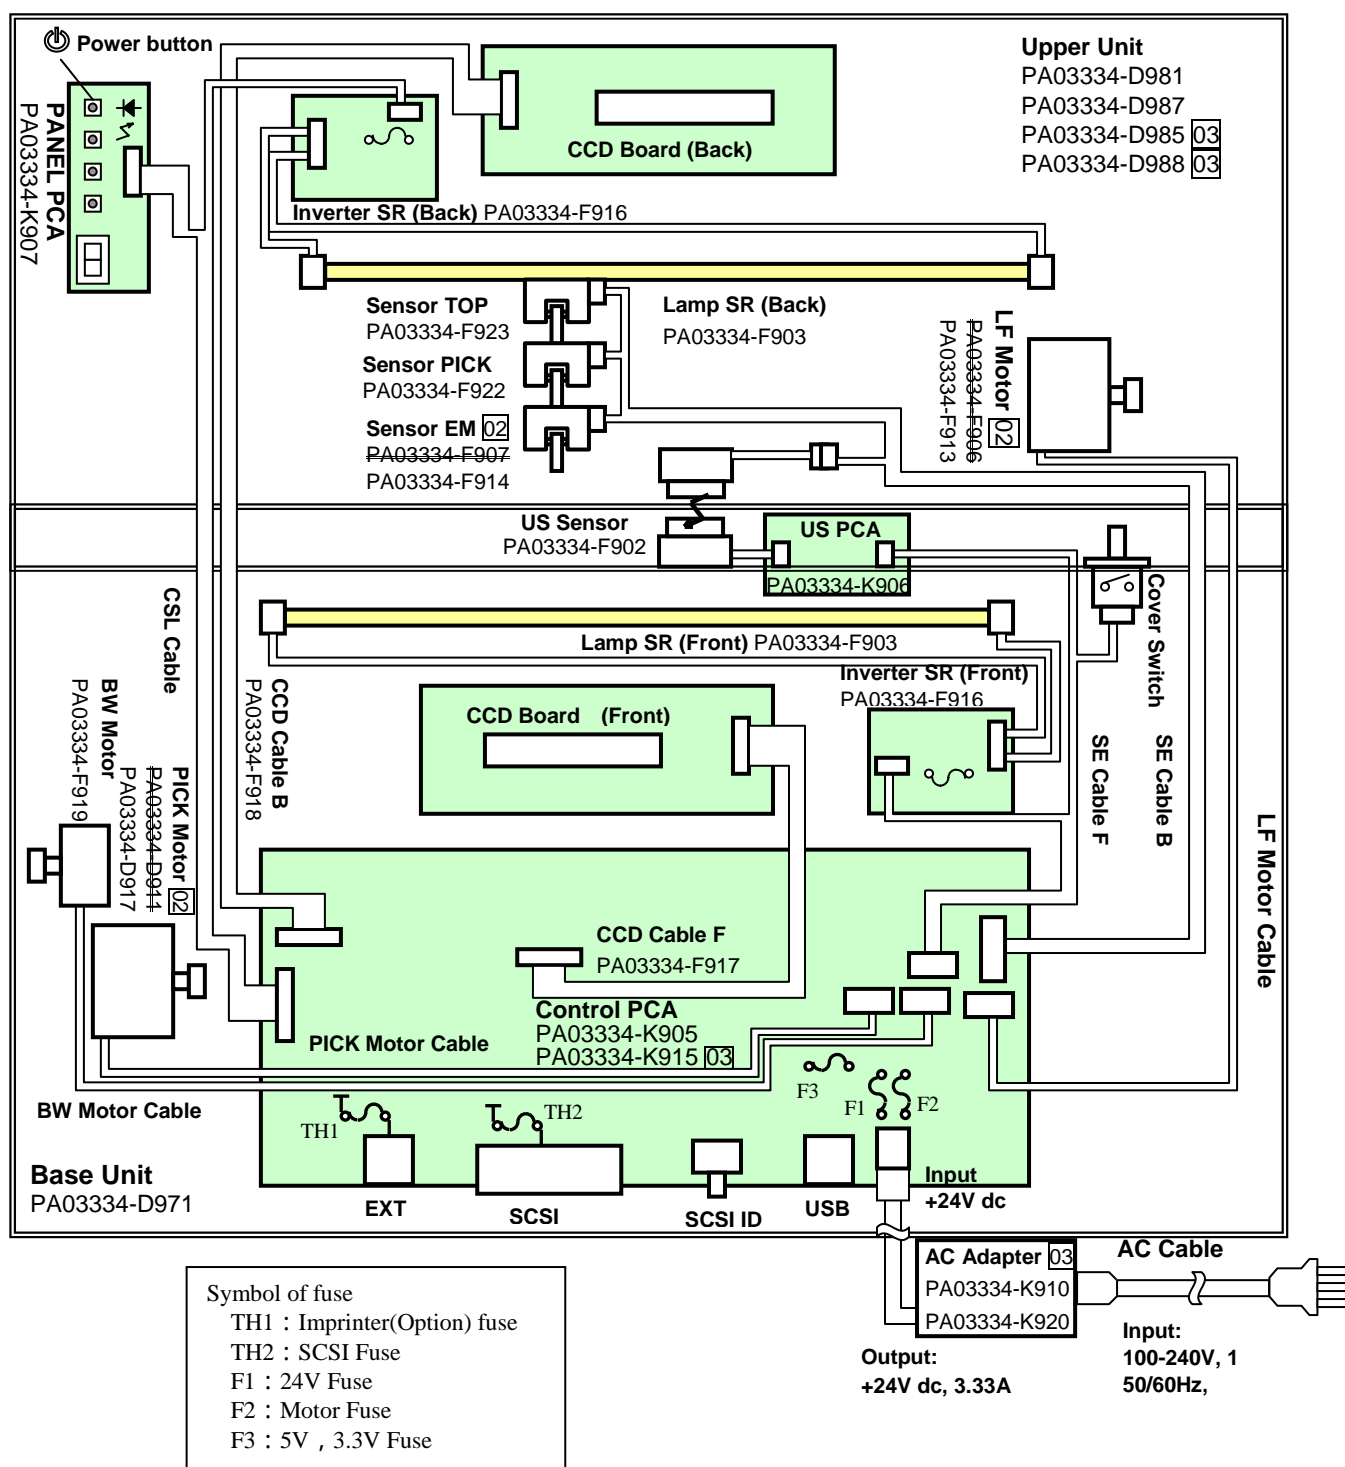 Power button
Upper Unit
PA03334-D981
PA03334-D987
PA03334-D985 03
PA03334-D988 03
CCD Board (Back)
PANEL PCA
PA03334-K907
Inverter SR (Back) PA03334-F916
Sensor TOP
PA03334-F923
Lamp SR (Back)
PA03334-F903
Sensor PICK
PA03334-F922
Sensor EM 02
PA03334-F907
PA03334-F914
LF Motor 02
PA03334-F906
PA03334-F913
US Sensor
PA03334-F902
US PCA
PA03334-K906
Cover Switch
CSL Cable
Lamp SR (Front) PA03334-F903
Inverter SR (Front)
PA03334-F916
CCD Cable B
PA03334-F918
CCD Board (Front)
BW Motor
PA03334-F919
PICK Motor 02
PA03334-D911
PA03334-D917
SE Cable F
SE Cable B
LF Motor Cable
CCD Cable F
PA03334-F917
Control PCA
PA03334-K905
PA03334-K915 03
PICK Motor Cable
BW Motor Cable
F3
F1
F2
TH1
TH2
Base Unit
PA03334-D971
EXT
SCSI
SCSI ID
USB
Input
+24V dc
AC Adapter 03
PA03334-K910
PA03334-K920
AC Cable
Output:
+24V dc, 3.33A
Input:
100-240V, 1
50/60Hz,
Symbol of fuse
TH1 : Imprinter(Option) fuse
TH2 : SCSI Fuse
F1 : 24V Fuse
F2 : Motor Fuse
F3 : 5V , 3.3V Fuse